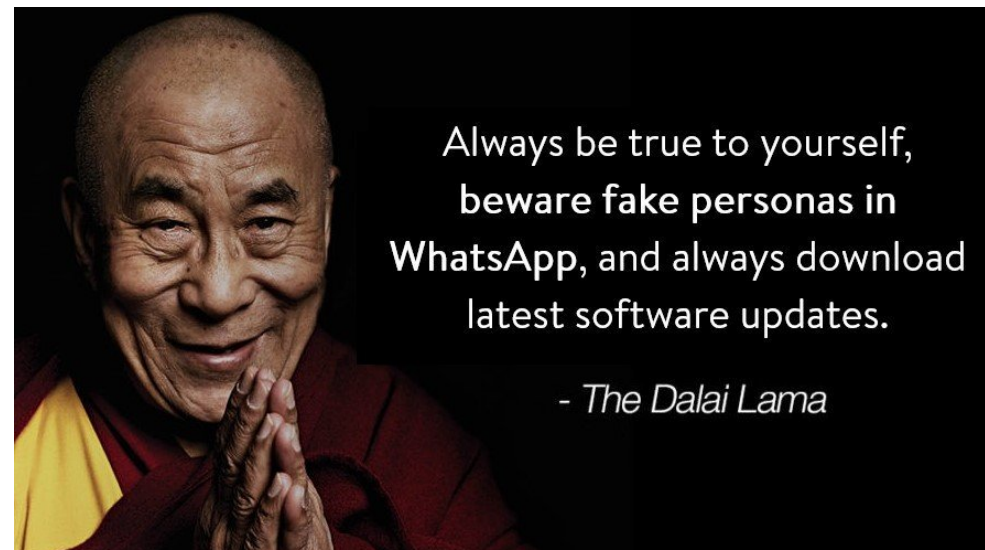 Always be true to yourself,
beware fake personas in
WhatsApp, and always download
latest software updates.
- The Dalai Lama